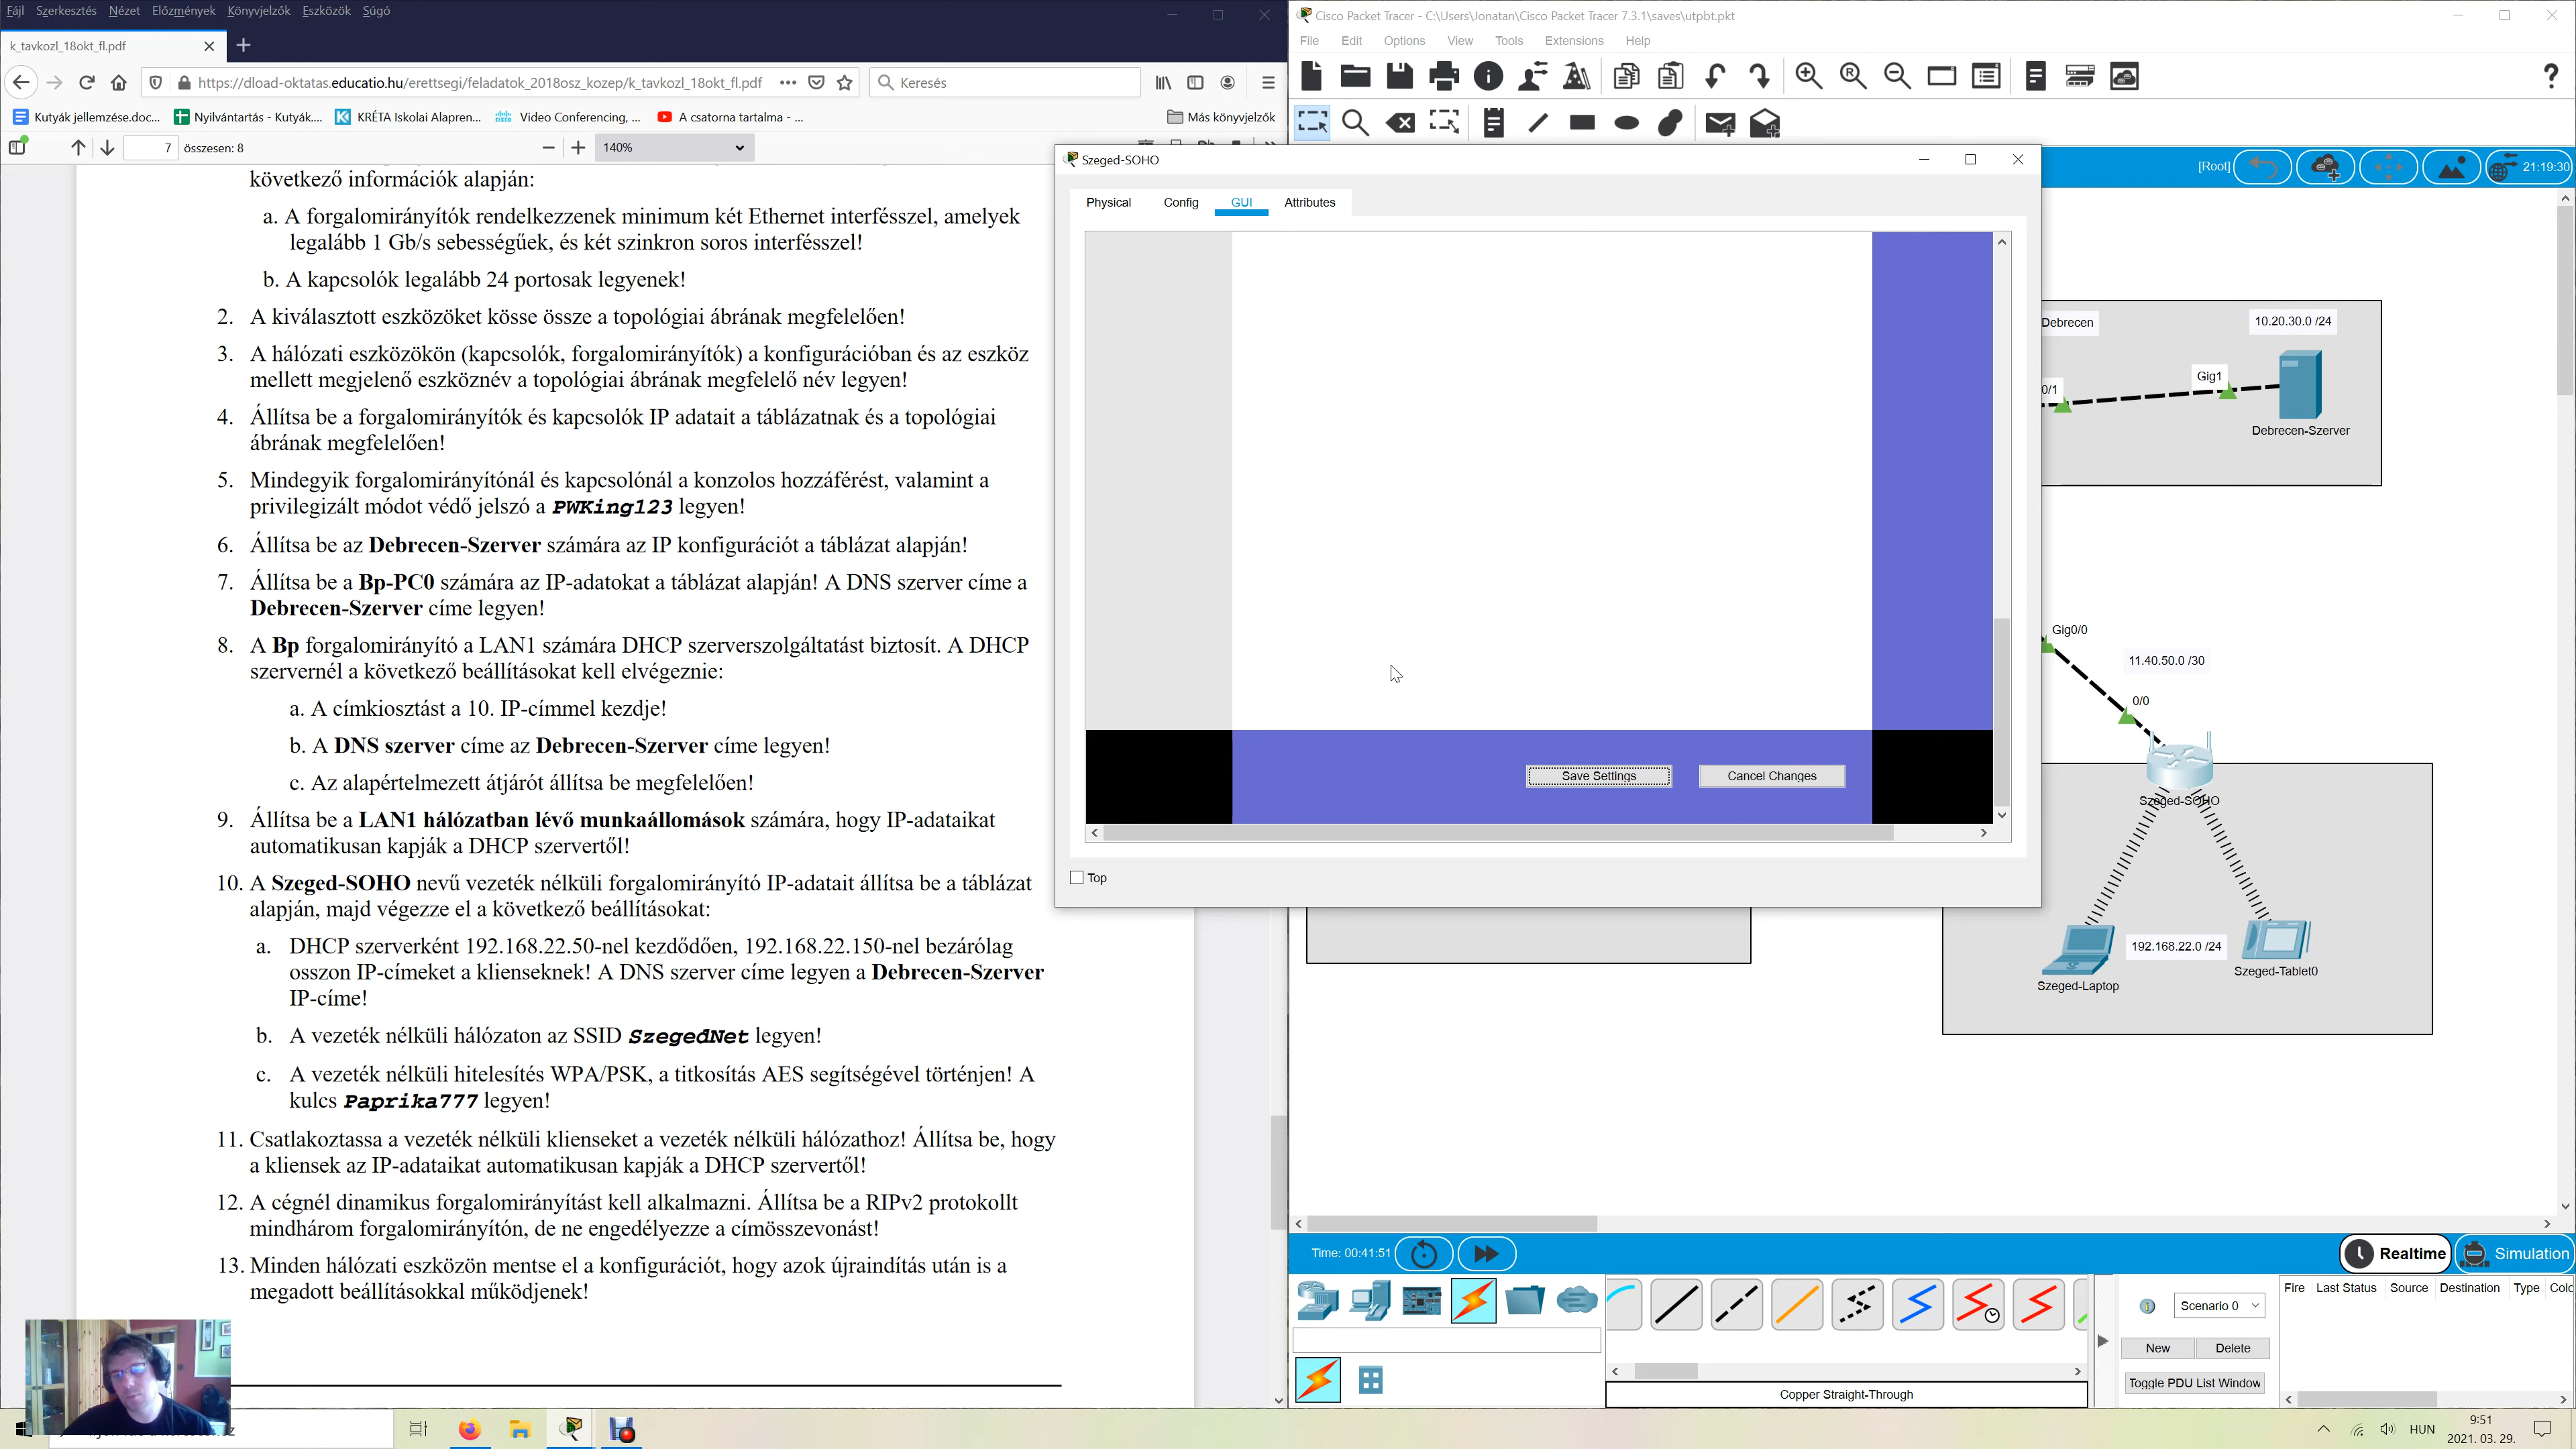 Fájl Szerkesztés Nézet Előzmények Könyvjelzők Eszközök Súgó
k_tavkozl_18okt_fl.pdf
https://dload-oktatas.educatio.hu/erettsegi/feladatok_2018osz_kozep/k_tavkozl_18okt_fl.pdf
Keresés
Kutyák jellemzése.doc...
Nyilvántartás - Kutyák....
KRÉTA Iskolai Alapren...
Video Conferencing, ...
A csatorna tartalma - ...
Más könyvjelzők
7 összesen: 8
140%
következő információk alapján:
a. A forgalomirányítók rendelkezzenek minimum két Ethernet interfésszel, amelyek
legalább 1 Gb/s sebességűek, és két szinkron soros interfésszel!
b. A kapcsolók legalább 24 portosak legyenek!
2. A kiválasztott eszközöket kösse össze a topológiai ábrának megfelelően!
3. A hálózati eszközökön (kapcsolók, forgalomirányítók) a konfigurációban és az eszköz
mellett megjelenő eszköznév a topológiai ábrának megfelelő név legyen!
4. Állítsa be a forgalomirányítók és kapcsolók IP adatait a táblázatnak és a topológiai
ábrának megfelelően!
5. Mindegyik forgalomirányítónál és kapcsolónál a konzolos hozzáférést, valamint a
privilegizált módot védő jelszó a PWKing123 legyen!
6. Állítsa be az Debrecen-Szerver számára az IP konfigurációt a táblázat alapján!
7. Állítsa be a Bp-PC0 számára az IP-adatokat a táblázat alapján! A DNS szerver címe a
Debrecen-Szerver címe legyen!
8. A Bp forgalomirányító a LAN1 számára DHCP szerverszolgáltatást biztosít. A DHCP
szervernél a következő beállításokat kell elvégeznie:
a. A címkiosztást a 10. IP-címmel kezdje!
b. A DNS szerver címe az Debrecen-Szerver címe legyen!
c. Az alapértelmezett átjárót állítsa be megfelelően!
9. Állítsa be a LAN1 hálózatban lévő munkaállomások számára, hogy IP-adataikat
automatikusan kapják a DHCP szervertől!
10. A Szeged-SOHO nevű vezeték nélküli forgalomirányító IP-adatait állítsa be a táblázat
alapján, majd végezze el a következő beállításokat:
a. DHCP szerverként 192.168.22.50-nel kezdődően, 192.168.22.150-nel bezárólag
osszon IP-címeket a klienseknek! A DNS szerver címe legyen a Debrecen-Szerver
IP-címe!
b. A vezeték nélküli hálózaton az SSID SzegedNet legyen!
c. A vezeték nélküli hitelesítés WPA/PSK, a titkosítás AES segítségével történjen! A
kulcs Paprika777 legyen!
11. Csatlakoztassa a vezeték nélküli klienseket a vezeték nélküli hálózathoz! Állítsa be, hogy
a kliensek az IP-adataikat automatikusan kapják a DHCP szervertől!
12. A cégnél dinamikus forgalomirányítást kell alkalmazni. Állítsa be a RIPv2 protokollt
mindhárom forgalomirányítón, de ne engedélyezze a címösszevonást!
13. Minden hálózati eszközön mentse el a konfigurációt, hogy azok újraindítás után is a
megadott beállításokkal működjenek!
Cisco Packet Tracer - C:\Users\Jonatan\Cisco Packet Tracer 7.3.1\saves\utpbt.pkt
File Edit Options View Tools Extensions Help
[Root]
21:19:30
Szeged-SOHO
Physical Config GUI Attributes
Save Settings
Cancel Changes
Top
Debrecen
10.20.30.0 /24
0/1
Gig1
Debrecen-Szerver
Gig0/0
11.40.50.0 /30
0/0
Szeged-SOHO
192.168.22.0 /24
Szeged-Laptop
Szeged-Tablet0
Time: 00:41:51
Realtime
Simulation
Scenario 0
New
Delete
Toggle PDU List Window
Fire Last Status Source Destination Type
Copper Straight-Through
HUN
9:51
2021. 03. 29.